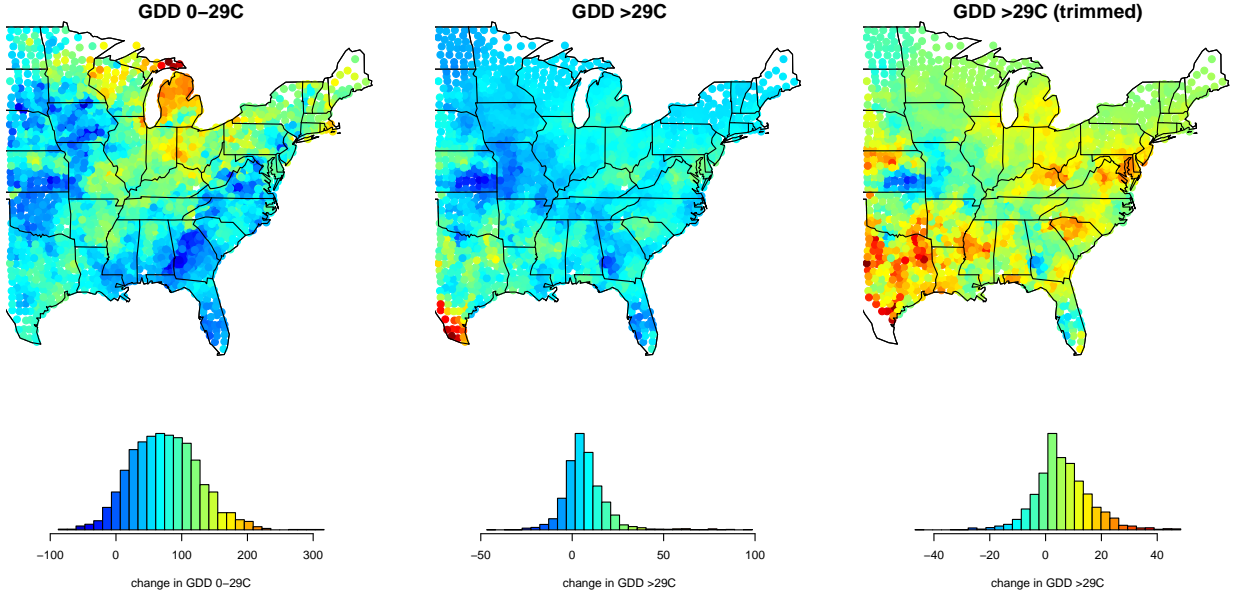 GDD 0−29C
GDD >29C
GDD >29C (trimmed)
−100 0 100 200 300
change in GDD 0−29C
−50 0 50 100
change in GDD >29C
−40 −20 0 20 40
change in GDD >29C